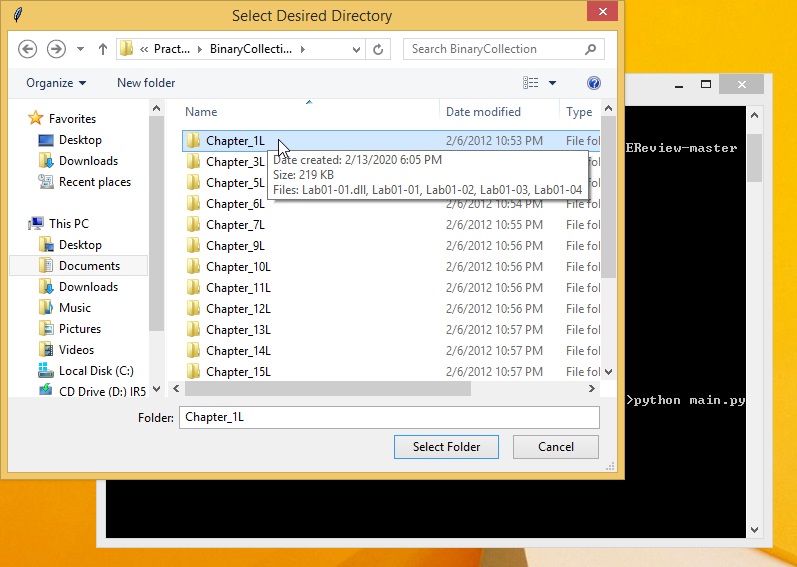 Select Desired Directory
« Pract... BinaryCollecti... Search BinaryCollection
Organize New folder
Name Date modified Type
Favorites
Desktop
Downloads
Recent places
This PC
Desktop
Documents
Downloads
Music
Pictures
Videos
Local Disk (C:)
CD Drive (D:) IR5
Chapter_1L 2/6/2012 10:53 PM File fol
Chapter_3L
Date created: 2/13/2020 6:05 PM
Size: 219 KB
Files: Lab01-01.dll, Lab01-01, Lab01-02, Lab01-03, Lab01-04
Chapter_5L
Chapter_6L 2/6/2012 10:54 PM File fol
Chapter_7L 2/6/2012 10:55 PM File fol
Chapter_9L 2/6/2012 10:56 PM File fol
Chapter_10L 2/6/2012 10:56 PM File fol
Chapter_11L 2/6/2012 10:56 PM File fol
Chapter_12L 2/6/2012 10:56 PM File fol
Chapter_13L 2/6/2012 10:57 PM File fol
Chapter_14L 2/6/2012 10:57 PM File fol
Chapter_15L 2/6/2012 10:57 PM File fol
Folder: Chapter_1L
Select Folder Cancel
EReview-master
>python main.py